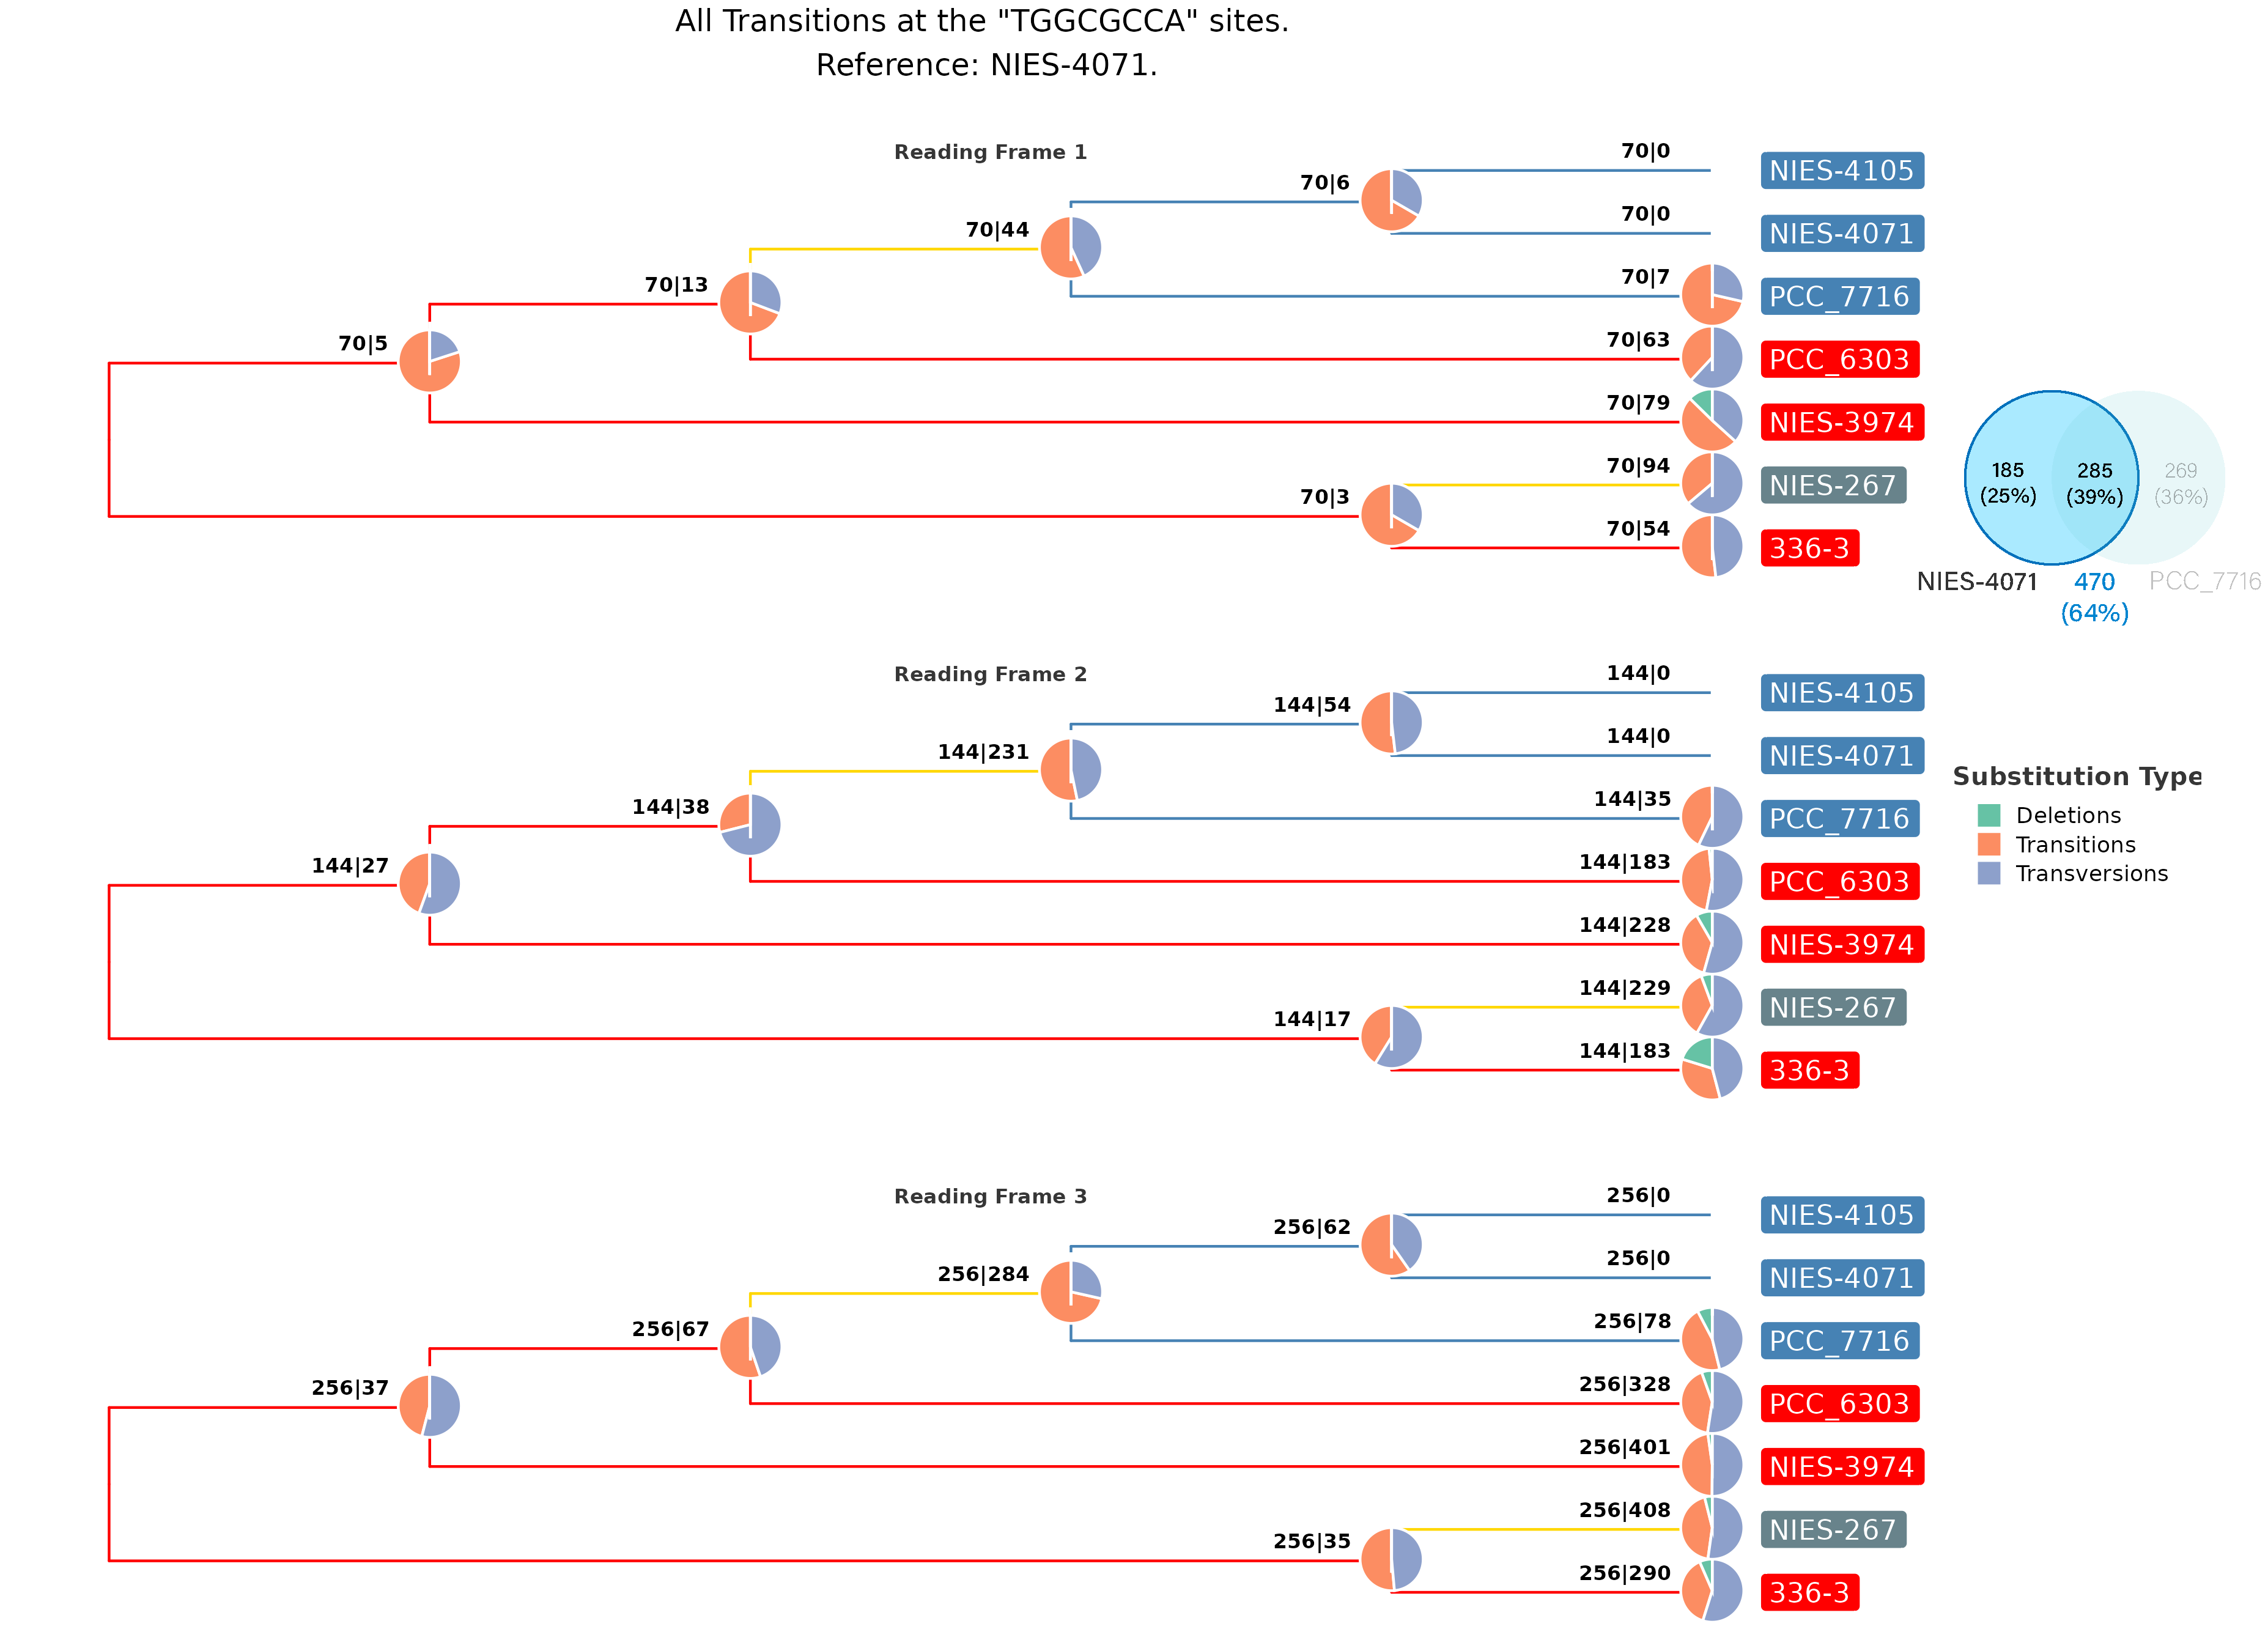 All Transitions at the "TGGCGCCA" sites.
Reference: NIES-4071.
Reading Frame 1
70|0
NIES-4105
70|6
70|0
NIES-4071
70|44
70|7
PCC_7716
70|13
70|63
PCC_6303
70|5
70|79
NIES-3974
70|94
NIES-267
70|3
70|54
336-3
185
(25%)
285
(39%)
269
(36%)
NIES-4071
470
(64%)
PCC_7716
Reading Frame 2
144|0
NIES-4105
144|54
144|0
NIES-4071
144|231
144|35
PCC_7716
144|38
144|183
PCC_6303
144|27
144|228
NIES-3974
144|229
NIES-267
144|17
144|183
336-3
Substitution Type
Deletions
Transitions
Transversions
Reading Frame 3
256|0
NIES-4105
256|62
256|0
NIES-4071
256|284
256|78
PCC_7716
256|67
256|328
PCC_6303
256|37
256|401
NIES-3974
256|408
NIES-267
256|35
256|290
336-3